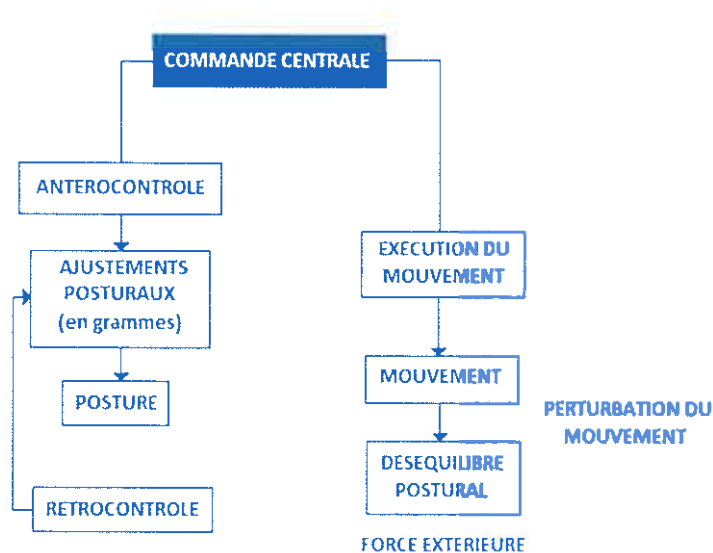 COMMANDE CENTRALE
ANTEROCONTROLE
AJUSTEMENTS
POSTURAUX
(en grammes)
POSTURE
RETROCONTROLE
EXECUTION DU
MOUVEMENT
MOUVEMENT
DESEQUILIBRE
POSTURAL
PERTURBATION DU
MOUVEMENT
FORCE EXTERIEURE